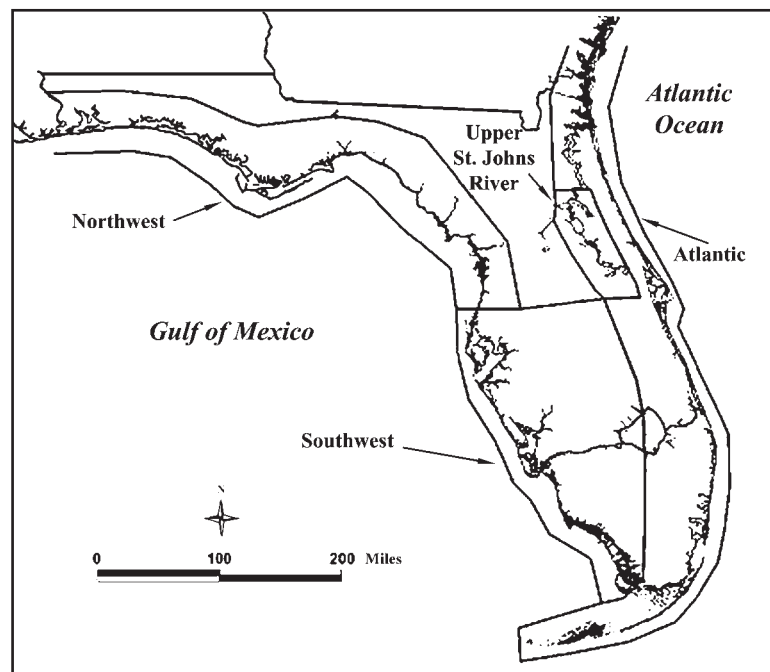 Atlantic
Ocean
Upper
St. Johns
River
Northwest
Atlantic
Gulf of Mexico
Southwest
N
0 100 200 Miles